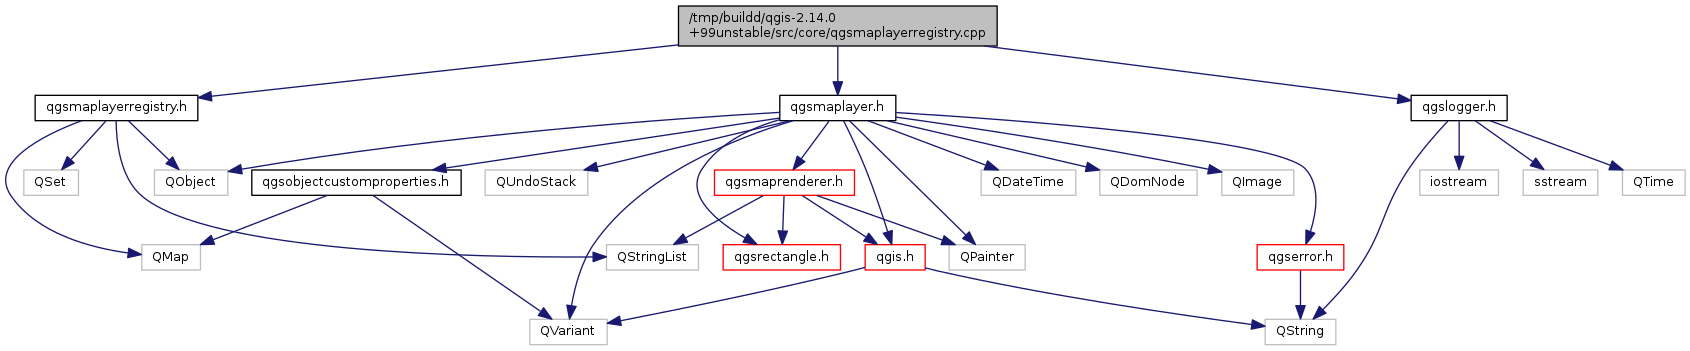 /tmp/buildd/qgis-2.14.0
+99unstable/src/core/qgsmaplayerregistry.cpp
qgsmaplayerregistry.h
qgsmaplayer.h
qgslogger.h
QSet
QObject
qgsobjectcustomproperties.h
QUndoStack
qgsmaprenderer.h
QDateTime
QDomNode
QImage
iostream
sstream
QTime
QMap
QStringList
qgsrectangle.h
qgis.h
QPainter
qgserror.h
QVariant
QString